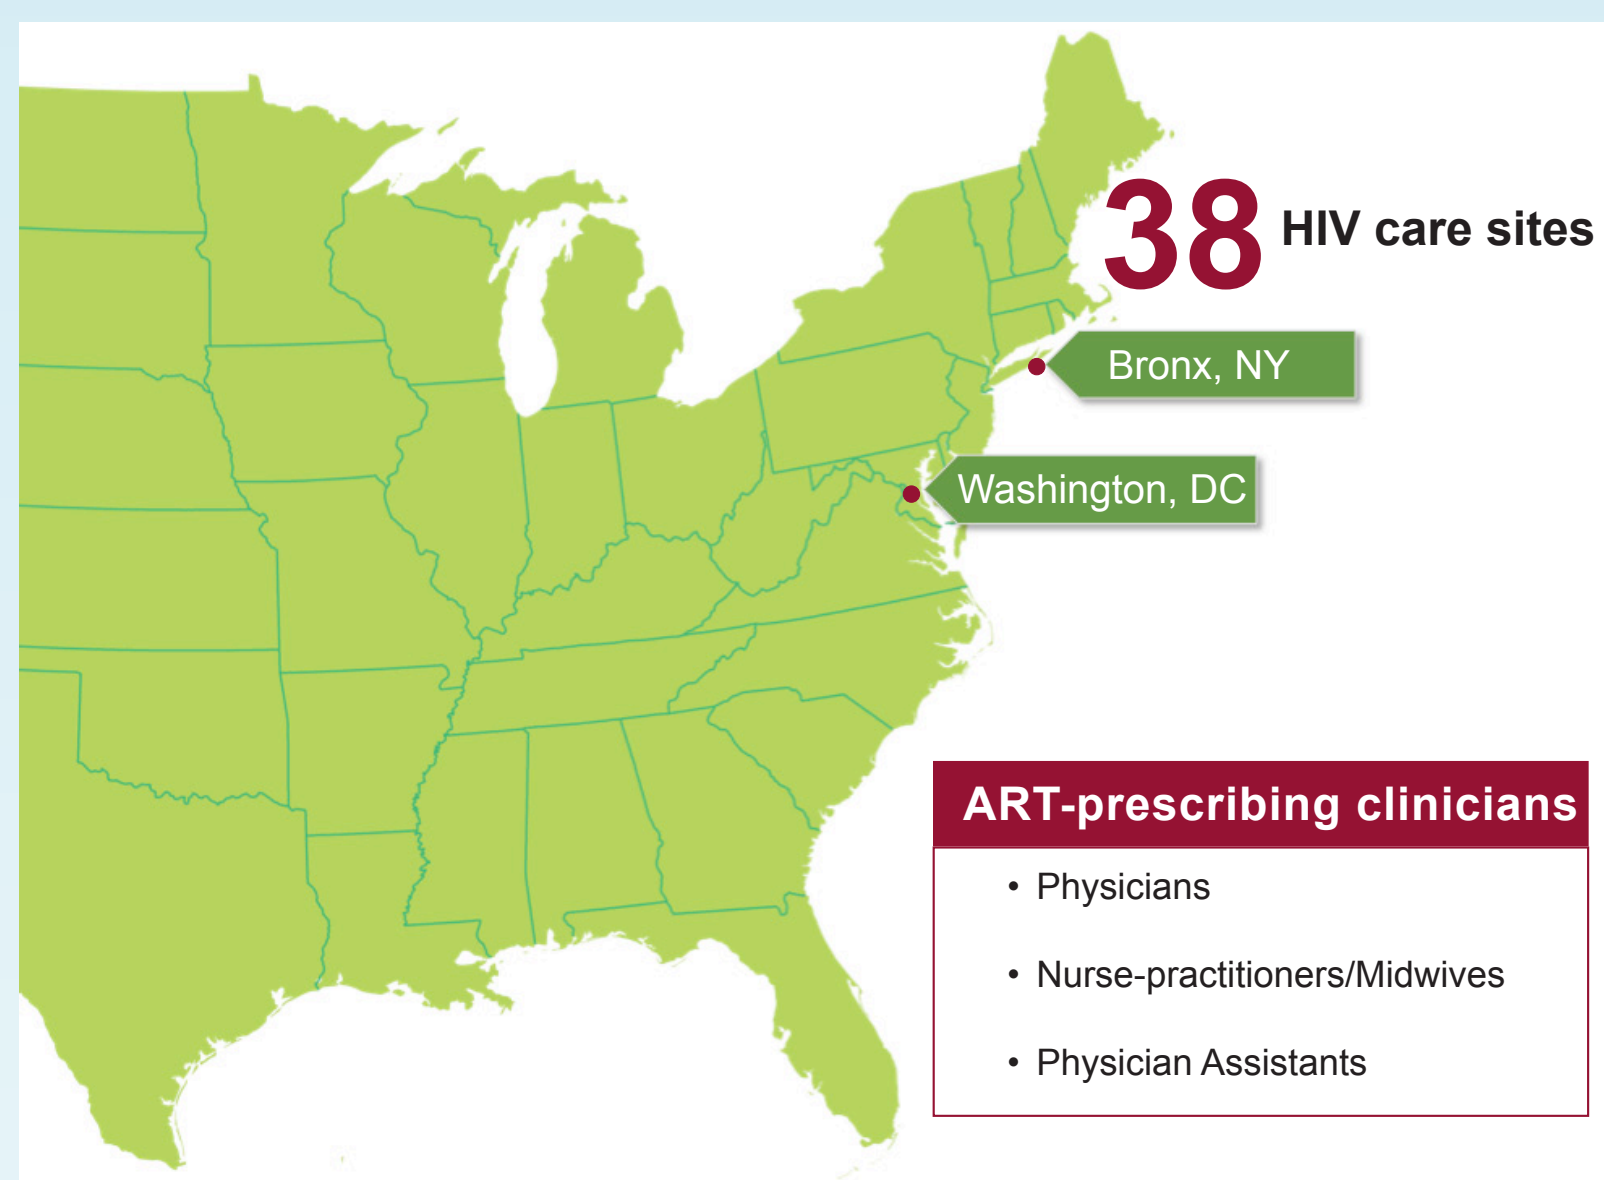 38 HIV care sites
Bronx, NY
Washington, DC
ART-prescribing clinicians
• Physicians
• Nurse-practitioners/Midwives
• Physician Assistants